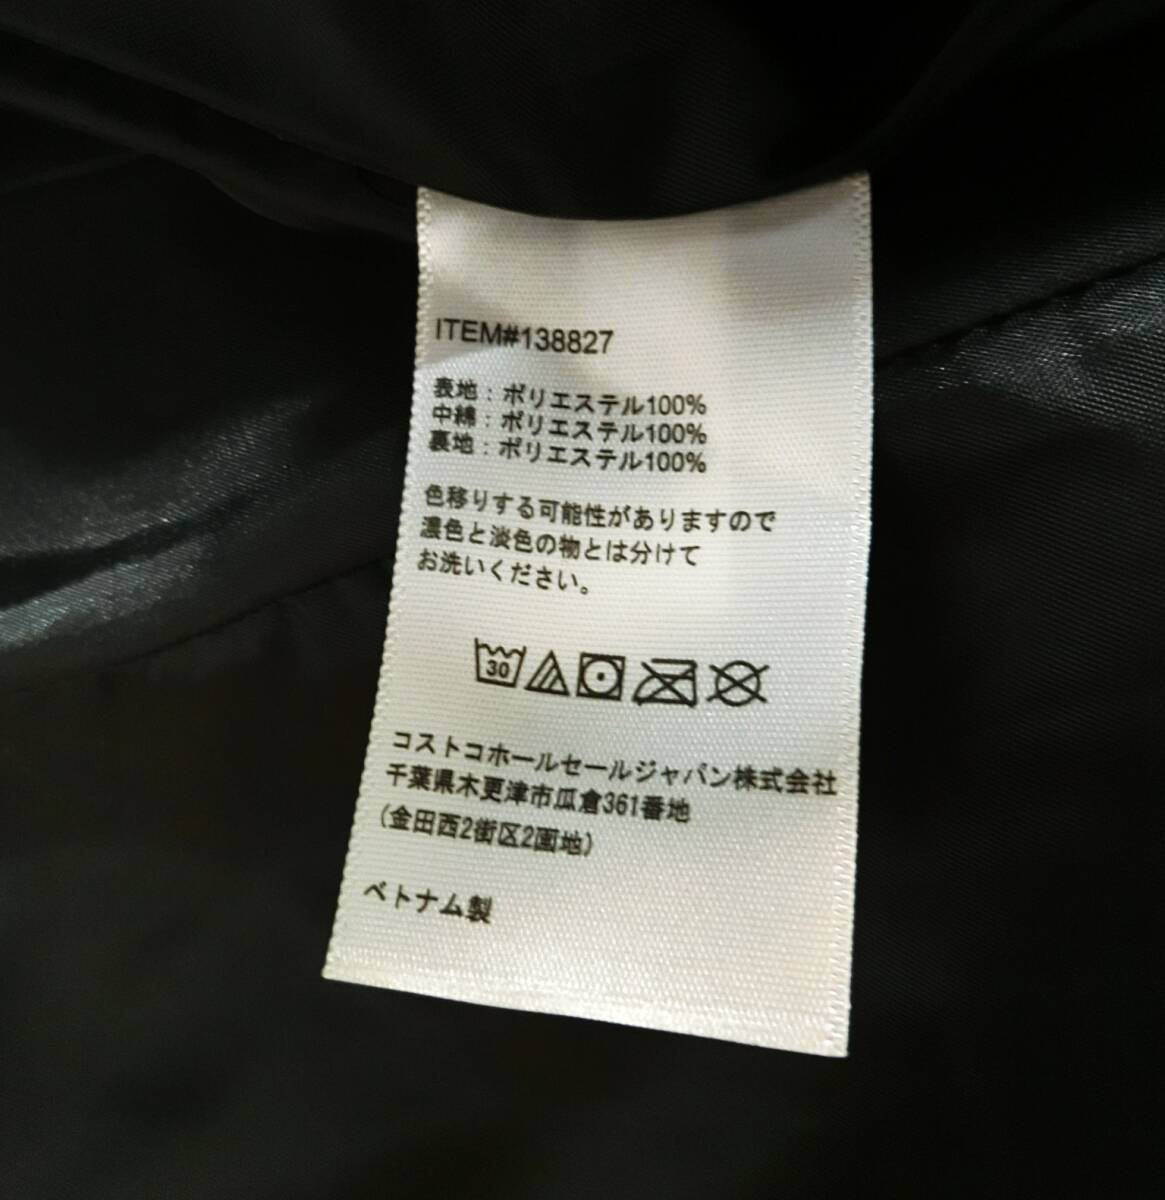 ITEM#138827
表地：ポリエステル100%
中綿：ポリエステル100%
裏地：ポリエステル100%
色移りする可能性がありますので
濃色と淡色の物とは分けて
お洗いください。
30
コストコホールセールジャパン株式会社
千葉県木更津市瓜倉361番地
（金田西2街区2画地）
ベトナム製